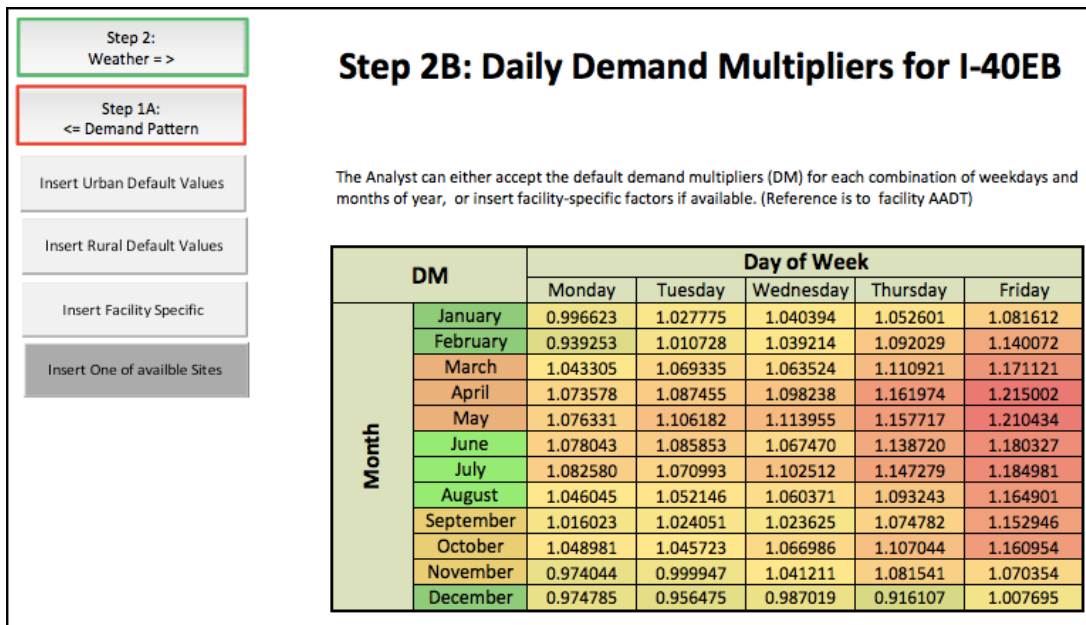 Step 2:
Weather = >
Step 1A:
<= Demand Pattern
Insert Urban Default Values
Insert Rural Default Values
Insert Facility Specific
Insert One of availble Sites
Step 2B: Daily Demand Multipliers for I-40EB
The Analyst can either accept the default demand multipliers (DM) for each combination of weekdays and
months of year, or insert facility-specific factors if available. (Reference is to facility AADT)
DM
Day of Week
Monday Tuesday Wednesday Thursday Friday
Month
January 0.996623 1.027775 1.040394 1.052601 1.081612
February 0.939253 1.010728 1.039214 1.092029 1.140072
March 1.043305 1.069335 1.063524 1.110921 1.171121
April 1.073578 1.087455 1.098238 1.161974 1.215002
May 1.076331 1.106182 1.113955 1.157717 1.210434
June 1.078043 1.085853 1.067470 1.138720 1.180327
July 1.082580 1.070993 1.102512 1.147279 1.184981
August 1.046045 1.052146 1.060371 1.093243 1.164901
September 1.016023 1.024051 1.023625 1.074782 1.152946
October 1.048981 1.045723 1.066986 1.107044 1.160954
November 0.974044 0.999947 1.041211 1.081541 1.070354
December 0.974785 0.956475 0.987019 0.916107 1.007695